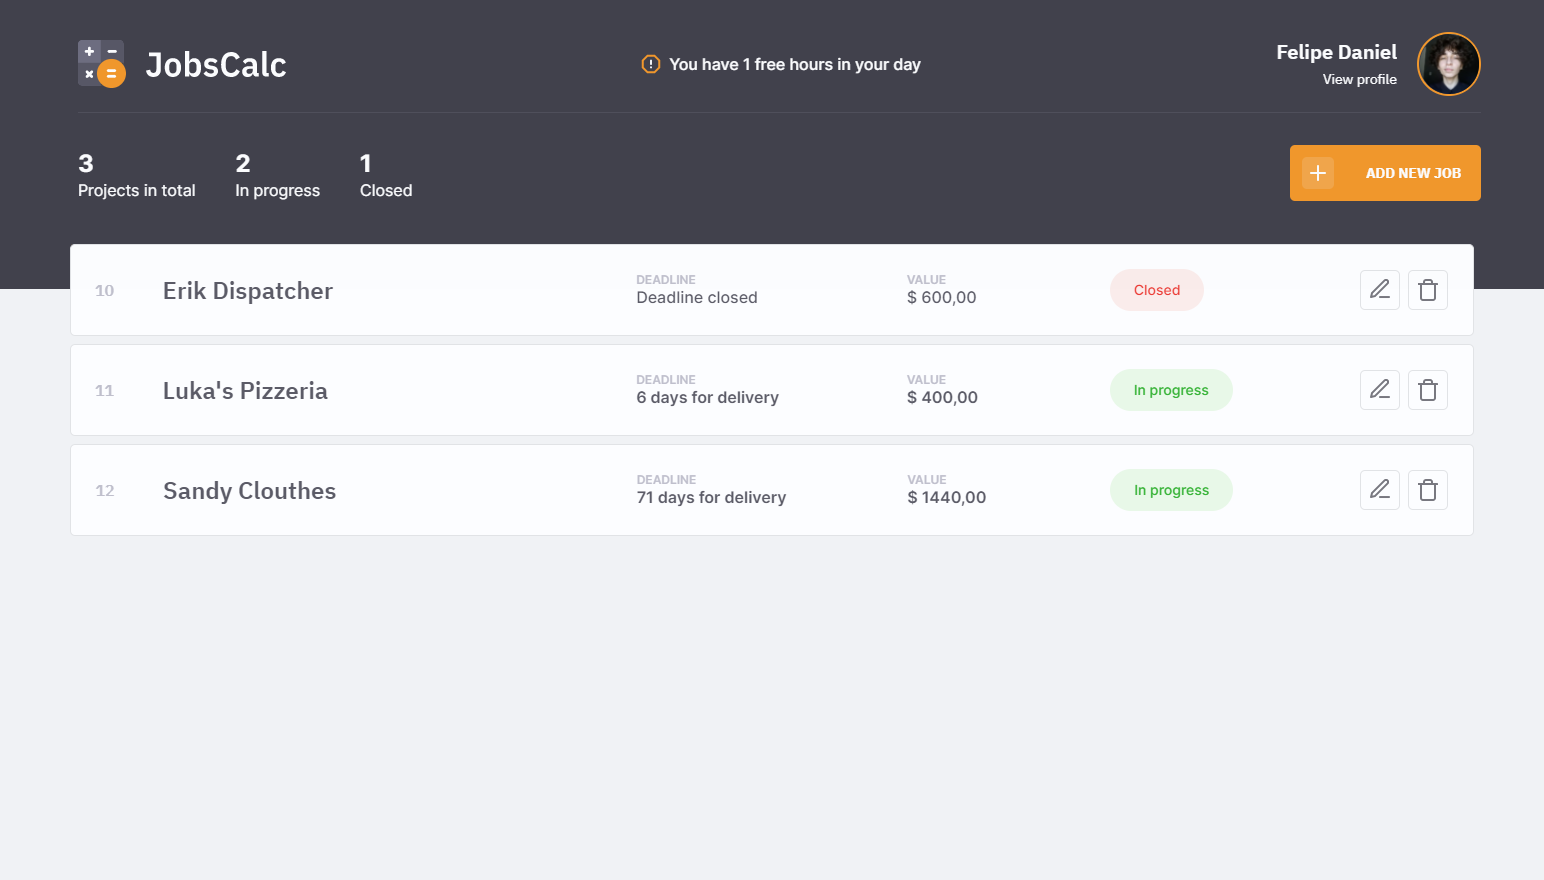 JobsCalc
You have 1 free hours in your day
Felipe Daniel
View profile
3
Projects in total
2
In progress
1
Closed
ADD NEW JOB
10
Erik Dispatcher
DEADLINE
Deadline closed
VALUE
$ 600,00
Closed
11
Luka's Pizzeria
DEADLINE
6 days for delivery
VALUE
$ 400,00
In progress
12
Sandy Clouthes
DEADLINE
71 days for delivery
VALUE
$ 1440,00
In progress